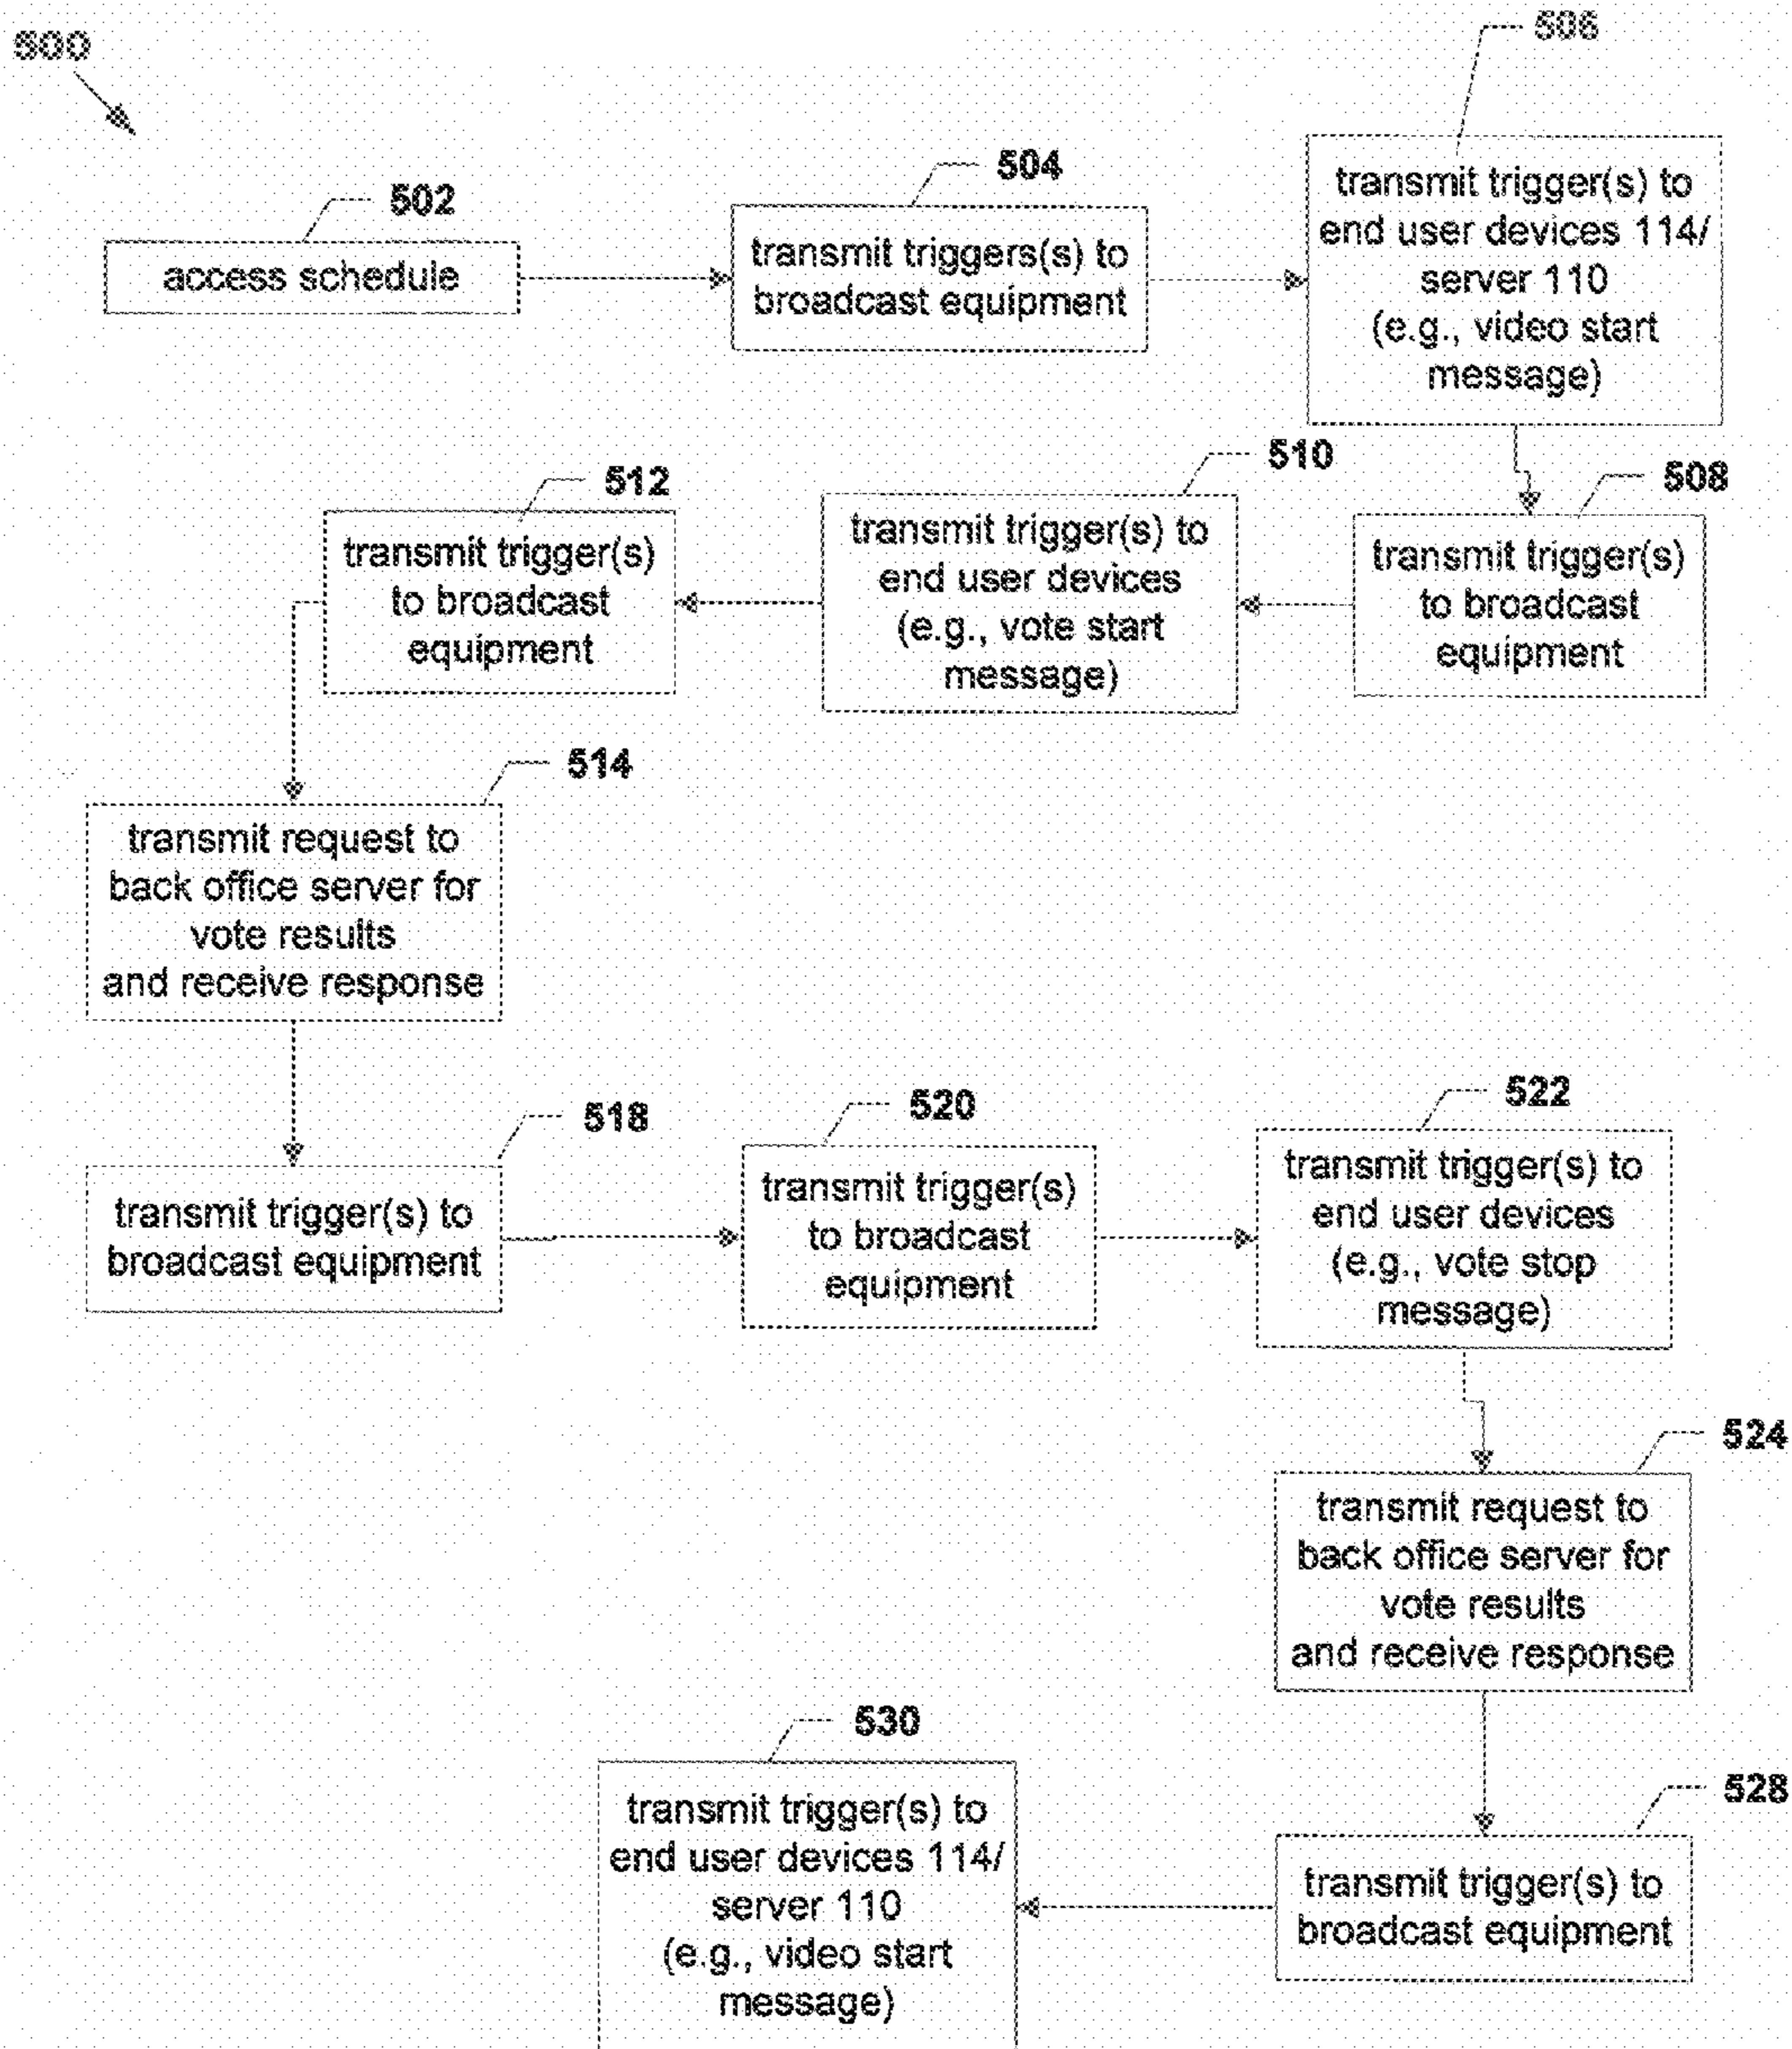 500
502
access schedule
504
transmit triggers(s) to
broadcast equipment
506
transmit trigger(s) to
end user devices 114/
server 110
(e.g., video start
message)
508
transmit trigger(s)
to broadcast
equipment
510
transmit trigger(s) to
end user devices
(e.g., vote start
message)
512
transmit trigger(s)
to broadcast
equipment
514
transmit request to
back office server for
vote results
and receive response
518
transmit trigger(s) to
broadcast equipment
520
transmit trigger(s)
to broadcast
equipment
522
transmit trigger(s) to
end user devices
(e.g., vote stop
message)
524
transmit request to
back office server for
vote results
and receive response
528
transmit trigger(s) to
broadcast equipment
530
transmit trigger(s) to
end user devices 114/
server 110
(e.g., video start
message)